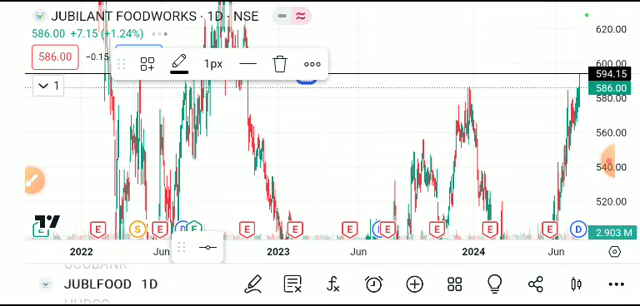 JUBILANT FOODWORKS · 1D · NSE
586.00 +7.15 (+1.24%)
586.00
−0.15
1px
1
620.00
600.00
594.15
586.00
580.00
560.00
540.00
520.00
2.903 M
E S E D E E E E E E E E D
2022 Jun 2023 Jun 2024 Jun
UCOBANK
JUBLFOOD 1D